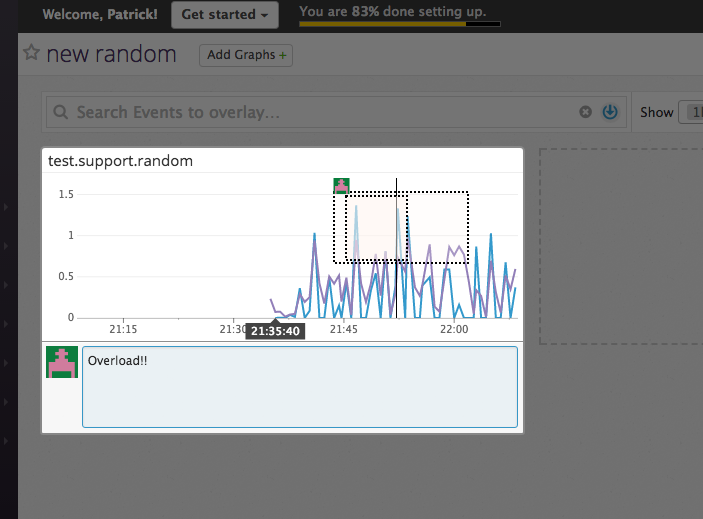 Welcome, Patrick!
Get started
You are 83% done setting up.
new random
Add Graphs +
Search Events to overlay...
Show
test.support.random
1.5
1
0.5
0
21:15
21:30
21:45
22:00
21:35:40
Overload!!